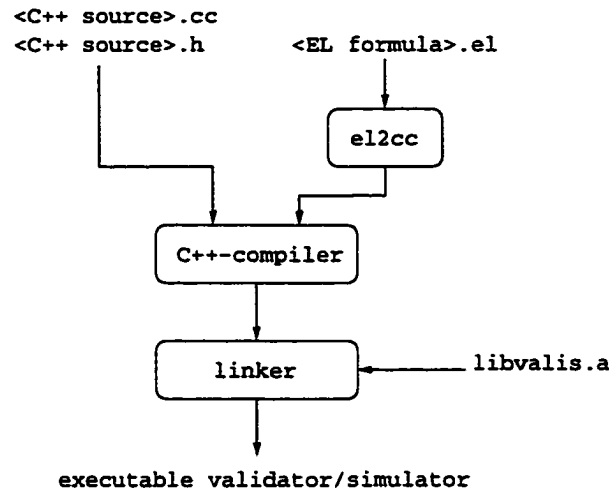 <C++ source>.cc
<C++ source>.h
<EL formula>.el
el2cc
C++-compiler
linker
libvalis.a
executable validator/simulator